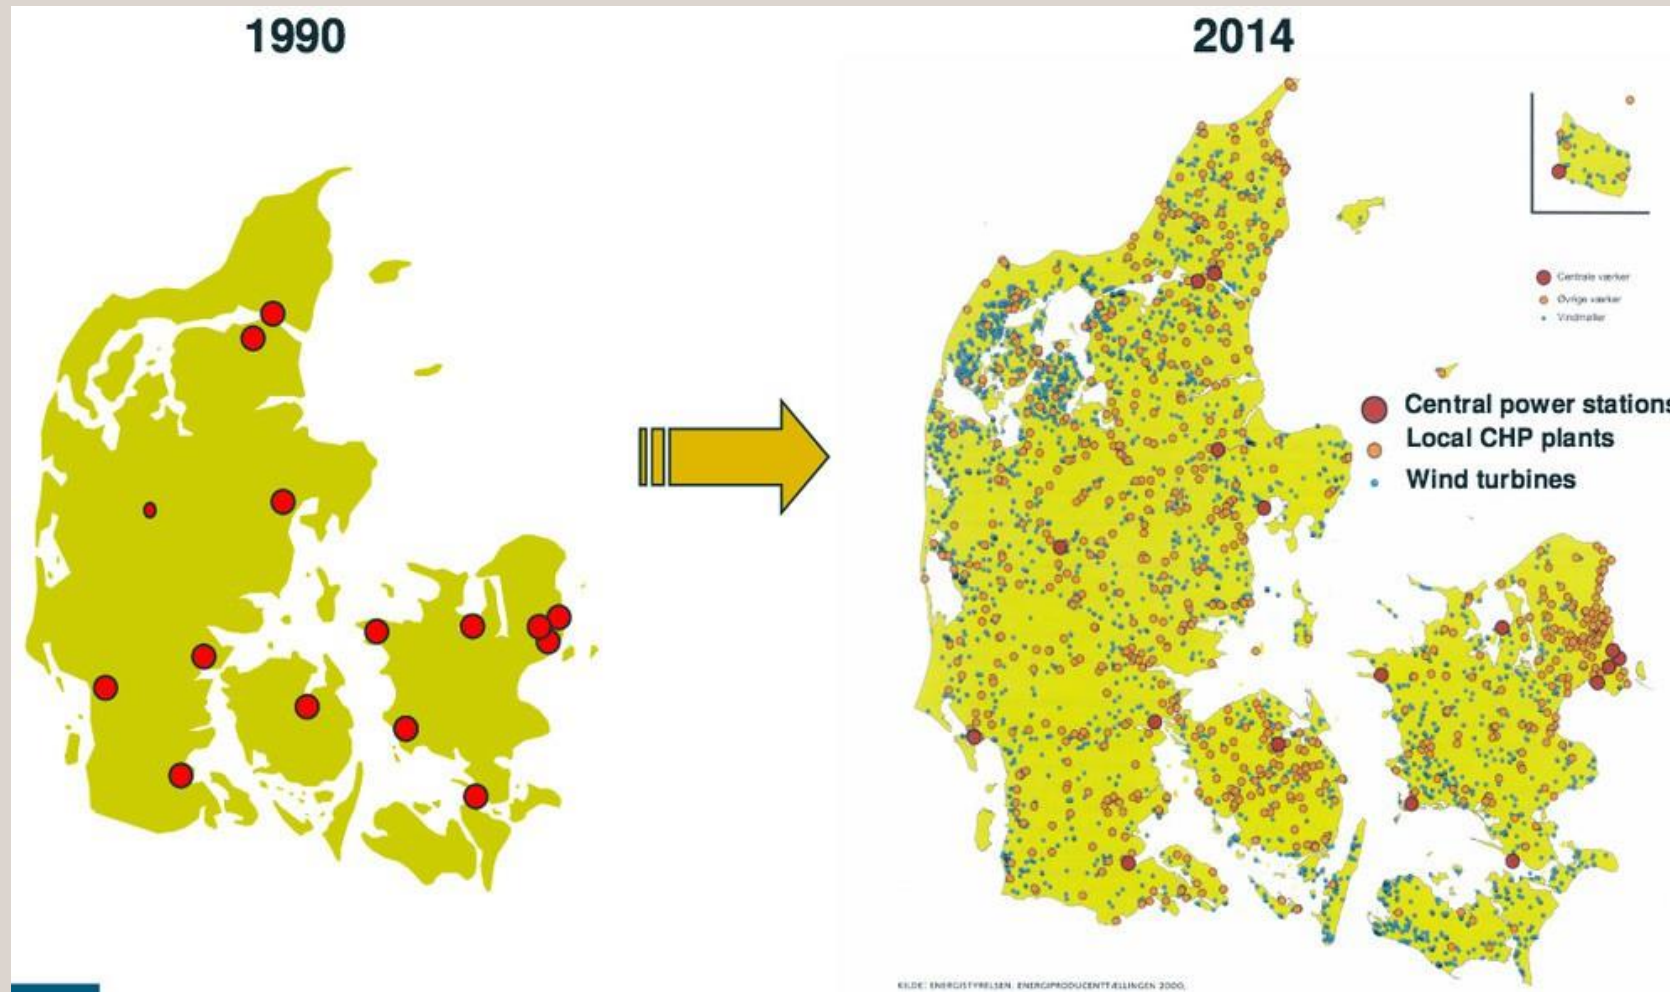 1990
2014
Centrale værker
Øvrige værker
Vindmøller
Central power stations
Local CHP plants
Wind turbines
KILDE: ENERGISTYRELSEN. ENERGIPRODUCENTTÆLLINGEN 2000,